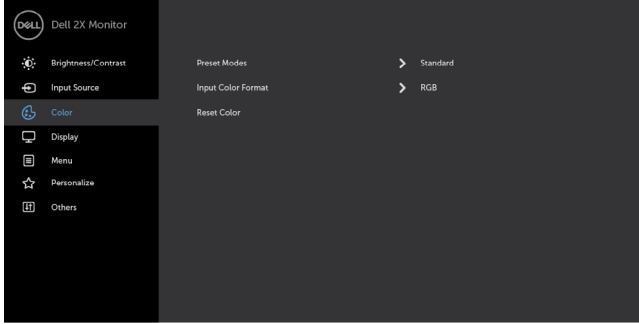 DELL Dell 2X Monitor
Brightness/Contrast Preset Modes Standard
Input Source Input Color Format RGB
Color Reset Color
Display
Menu
Personalize
Others